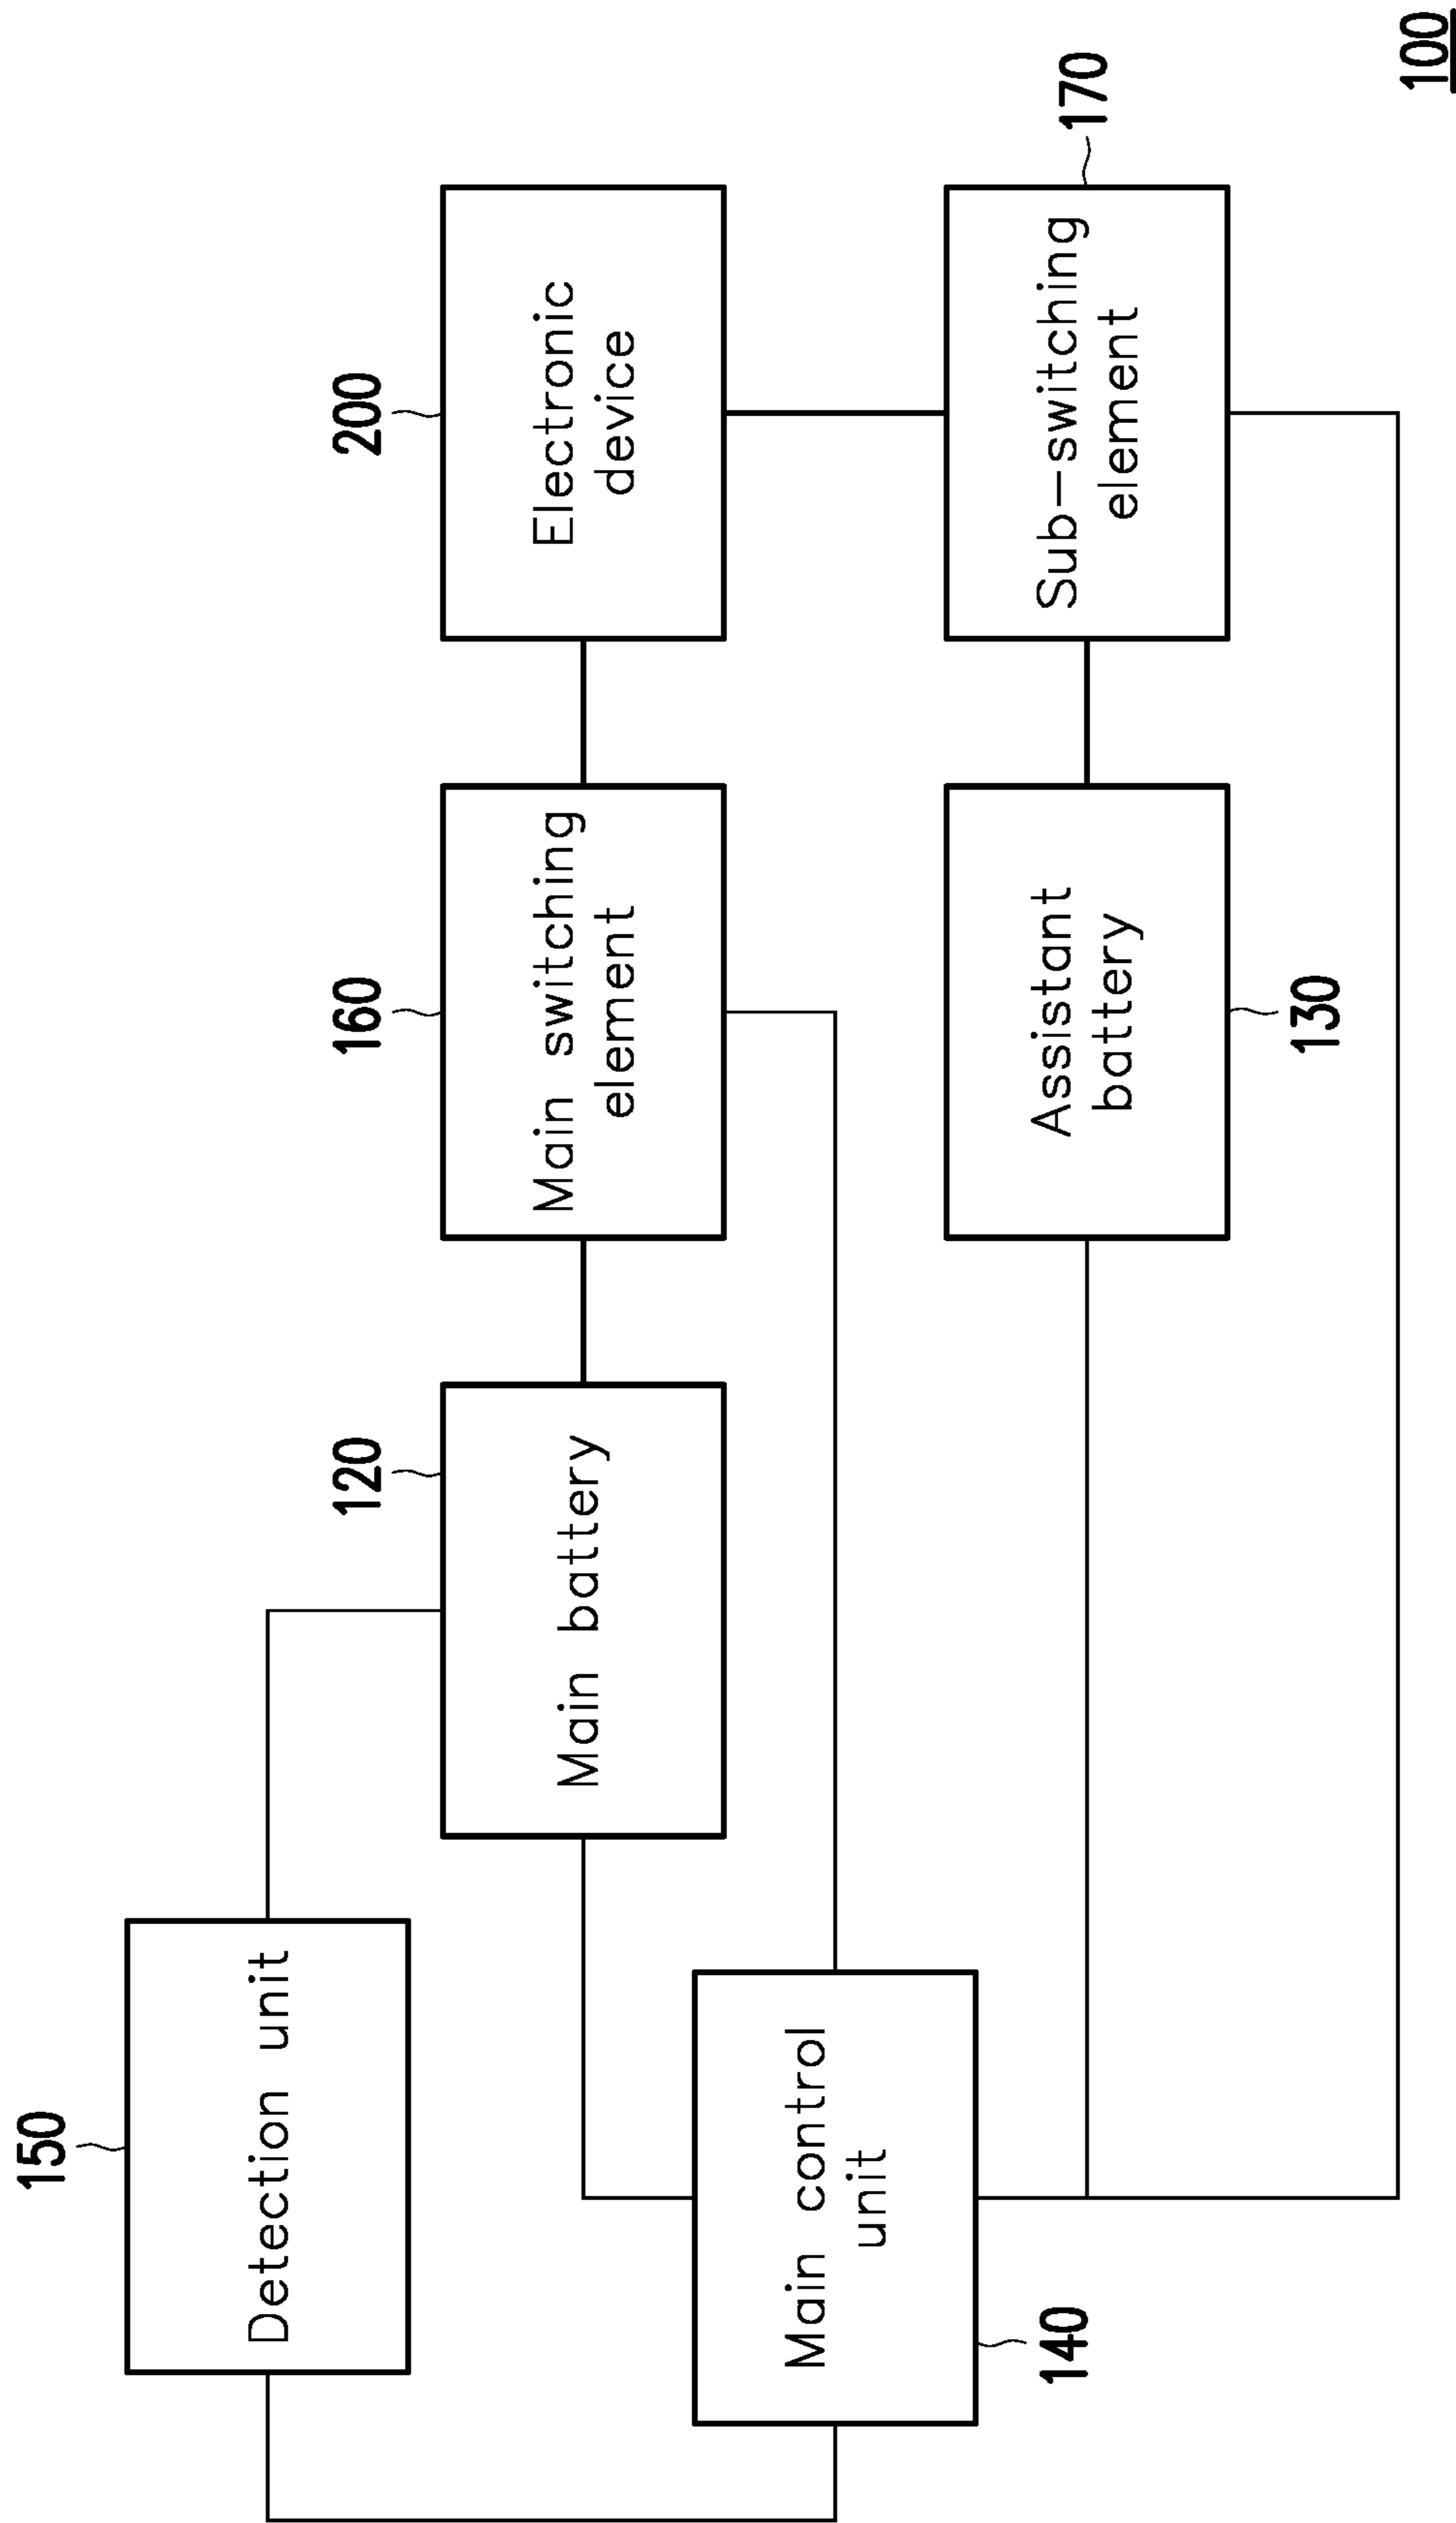 150
Detection unit
120
160
200
Main battery
Main switching
element
Electronic
device
Main control
unit
140
Assistant
battery
130
Sub-switching
element
170
100